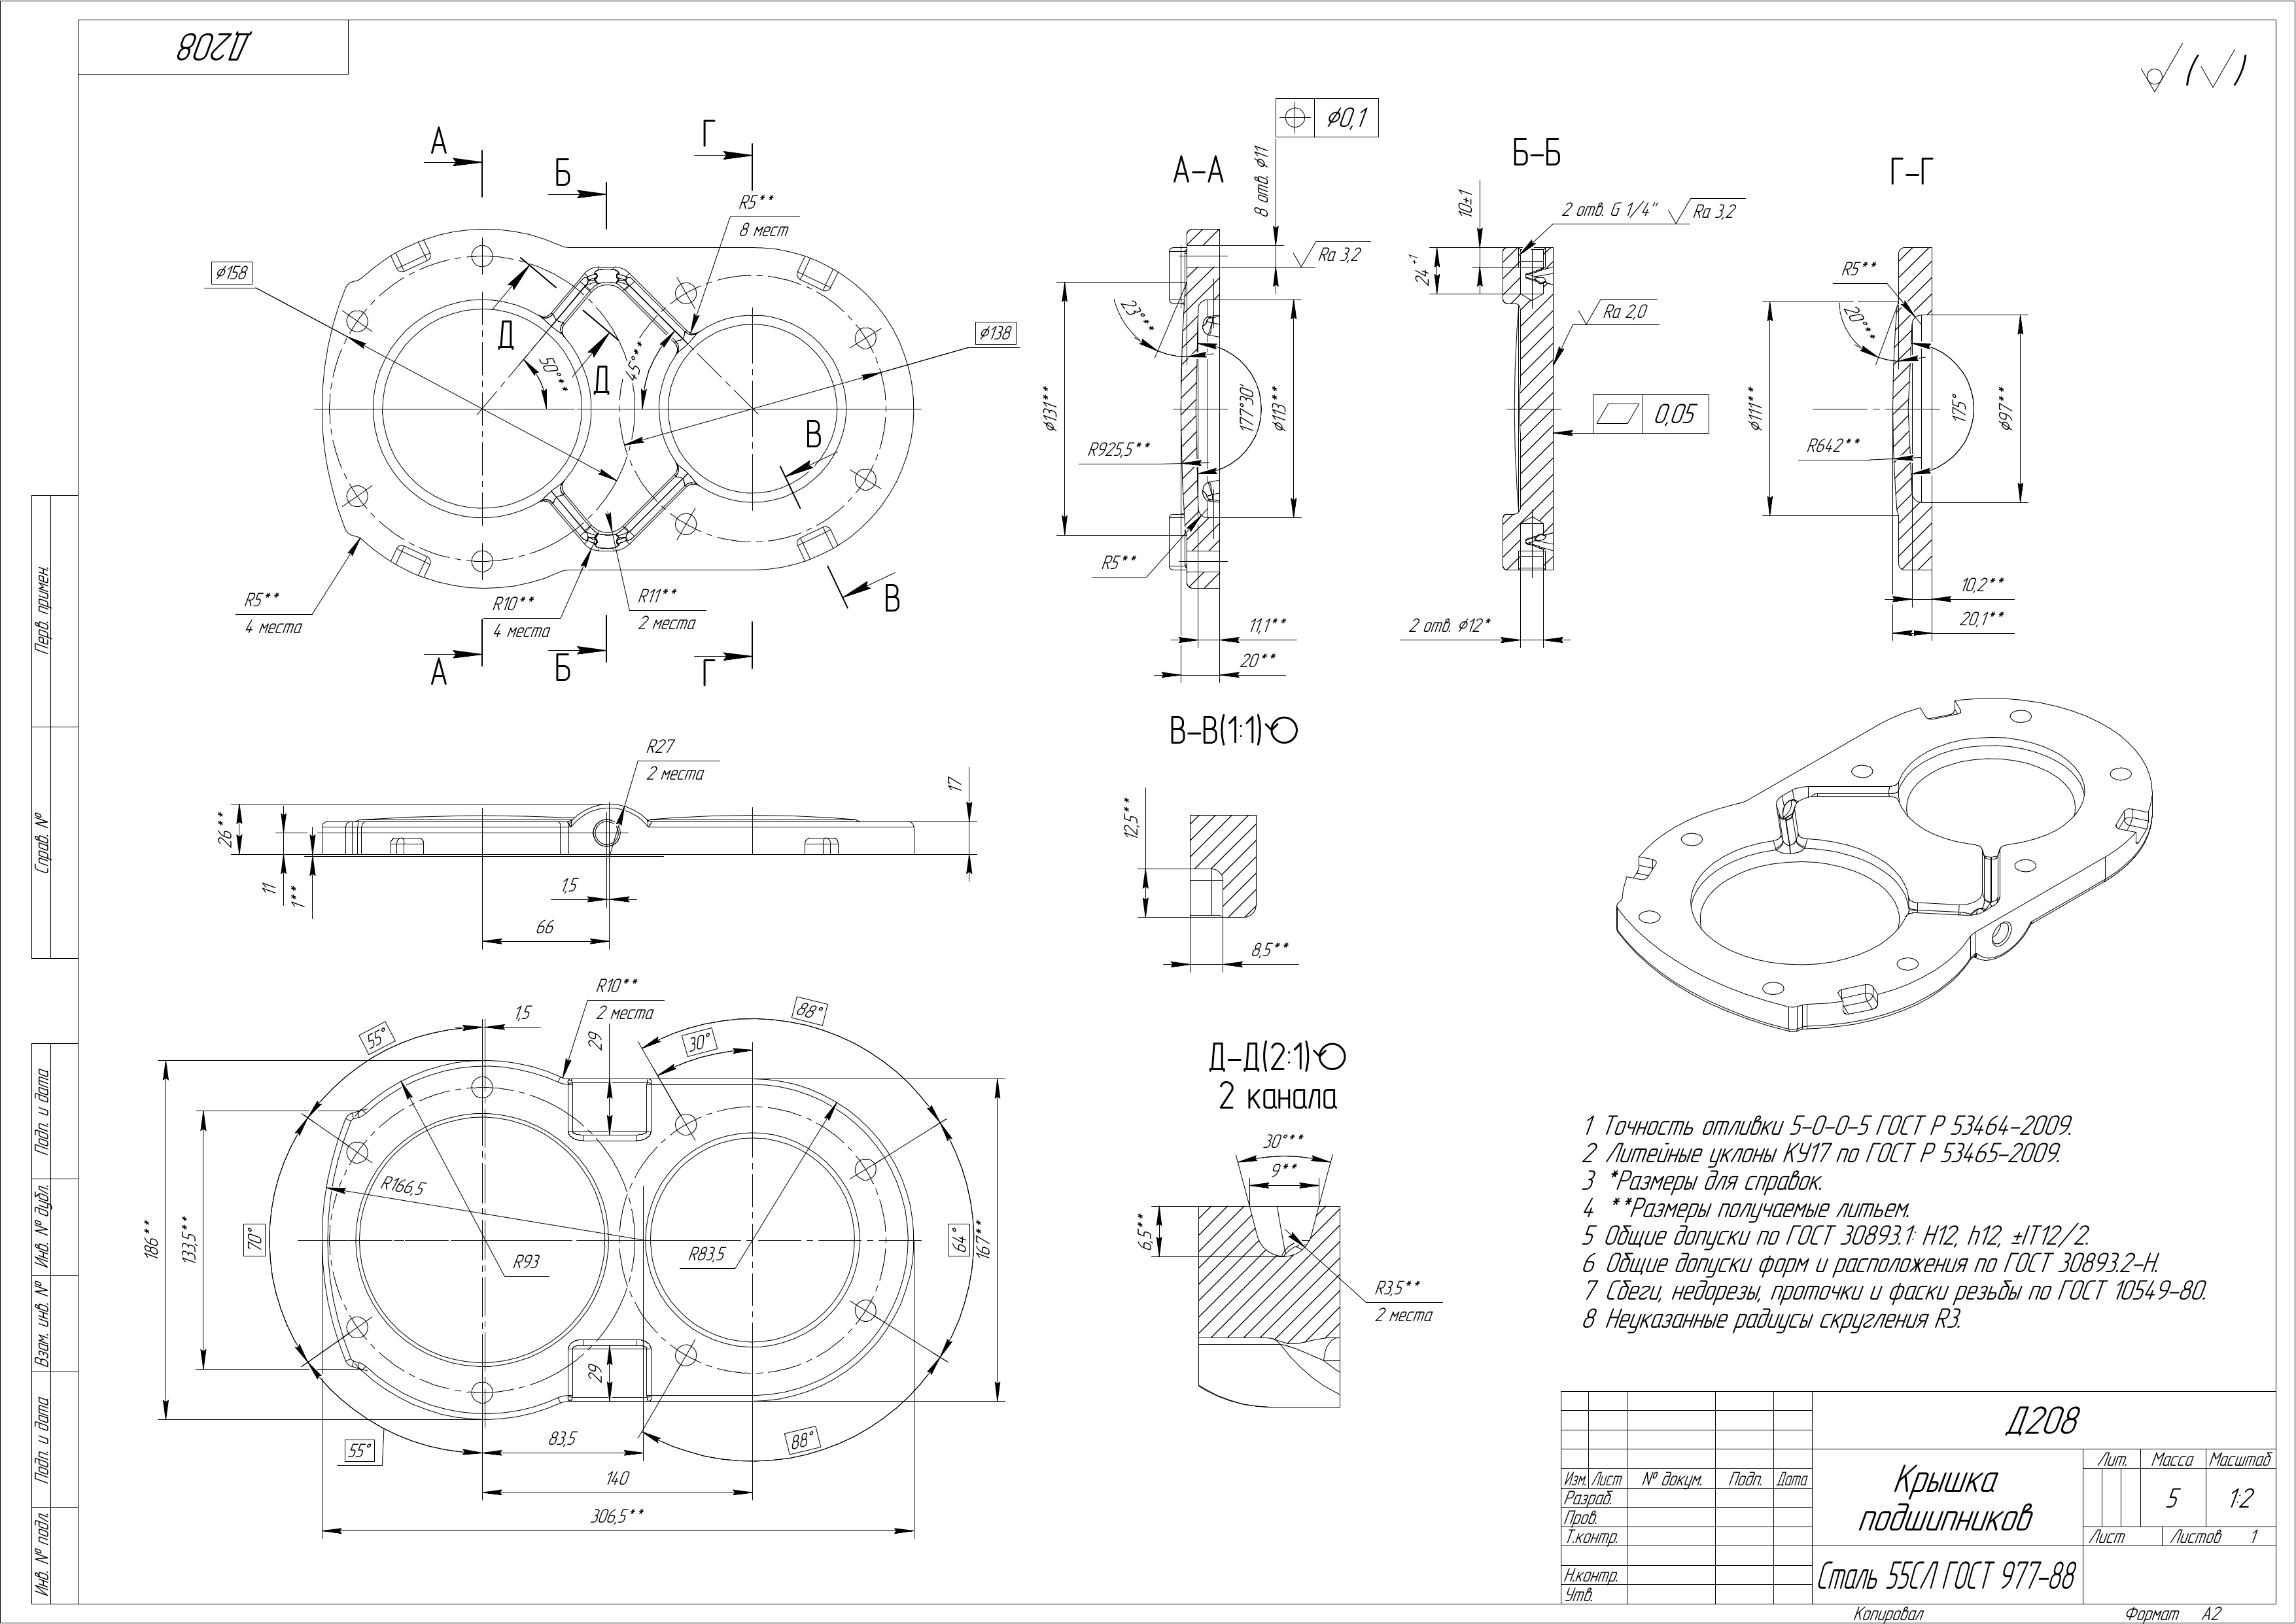 Д208
А
Б
Г
R5**
8 мест
⌀158
⌀138
Д
Д
50°**
45°**
В
В
R5**
4 места
R10**
4 места
R11**
2 места
А
Б
Г
√ (√)
А–А
⌀0,1
8 отв. ⌀11
Ra 3,2
23°**
⌀131**
177°30'
⌀113**
R925,5**
R5**
11,1**
20**
Б–Б
10±1
2 отв. G 1/4" Ra 3,2
24⁺¹
Ra 2,0
0,05
2 отв. ⌀12*
Г–Г
R5**
20°**
⌀111**
175°
⌀97**
R642**
10,2**
20,1**
R27
2 места
17
26**
11
1**
1,5
66
В–В(1:1)
12,5**
8,5**
R10**
2 места
1,5
55°
88°
30°
29
186**
133,5**
70°
R166,5
R93
R83,5
64°
167**
29
55°
88°
83,5
140
306,5**
Д–Д(2:1)
2 канала
30°**
9**
6,5**
R3,5**
2 места
1 Точность отливки 5-0-0-5 ГОСТ Р 53464-2009.
2 Литейные уклоны КУ17 по ГОСТ Р 53465-2009.
3 *Размеры для справок.
4 **Размеры получаемые литьем.
5 Общие допуски по ГОСТ 30893.1: H12, h12, ±IT12/2.
6 Общие допуски форм и расположения по ГОСТ 30893.2-Н.
7 Сбеги, недорезы, проточки и фаски резьбы по ГОСТ 10549-80.
8 Неуказанные радиусы скругления R3.
Перв. примен.
Справ. №
Подп. и дата
Инв. № дубл.
Взам. инв. №
Подп. и дата
Инв. № подл.
Д208
Изм. Лист № докум. Подп. Дата
Разраб.
Пров.
Т.контр.
Н.контр.
Утв.
Крышка
подшипников
Лит. Масса Масштаб
5 1:2
Лист Листов 1
Сталь 55СЛ ГОСТ 977-88
Копировал Формат А2